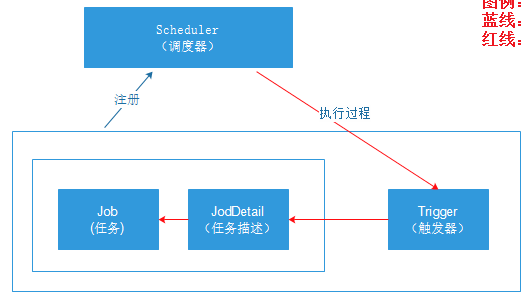 图例：
蓝线：
红线：
Scheduler
（调度器）
注册
执行过程
Job
(任务)
JodDetail
（任务描述）
Trigger
（触发器）